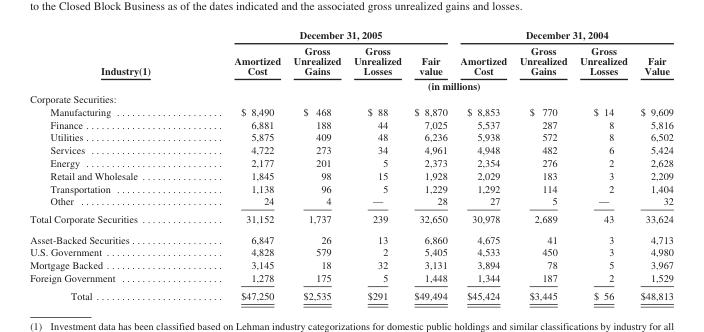 to the Closed Block Business as of the dates indicated and the associated gross unrealized gains and losses.
December 31, 2005 December 31, 2004
Industry(1) Amortized Cost Gross Unrealized Gains Gross Unrealized Losses Fair value Amortized Cost Gross Unrealized Gains Gross Unrealized Losses Fair Value
(in millions)
Corporate Securities:
Manufacturing ..................... $ 8,490 $ 468 $ 88 $ 8,870 $ 8,853 $ 770 $ 14 $ 9,609
Finance ........................... 6,881 188 44 7,025 5,537 287 8 5,816
Utilities ........................... 5,875 409 48 6,236 5,938 572 8 6,502
Services .......................... 4,722 273 34 4,961 4,948 482 6 5,424
Energy ........................... 2,177 201 5 2,373 2,354 276 2 2,628
Retail and Wholesale ................ 1,845 98 15 1,928 2,029 183 3 2,209
Transportation ..................... 1,138 96 5 1,229 1,292 114 2 1,404
Other ............................ 24 4 — 28 27 5 — 32
Total Corporate Securities ................ 31,152 1,737 239 32,650 30,978 2,689 43 33,624
Asset-Backed Securities .................. 6,847 26 13 6,860 4,675 41 3 4,713
U.S. Government ....................... 4,828 579 2 5,405 4,533 450 3 4,980
Mortgage Backed ....................... 3,145 18 32 3,131 3,894 78 5 3,967
Foreign Government .................... 1,278 175 5 1,448 1,344 187 2 1,529
Total ......................... $47,250 $2,535 $291 $49,494 $45,424 $3,445 $ 56 $48,813
(1) Investment data has been classified based on Lehman industry categorizations for domestic public holdings and similar classifications by industry for all